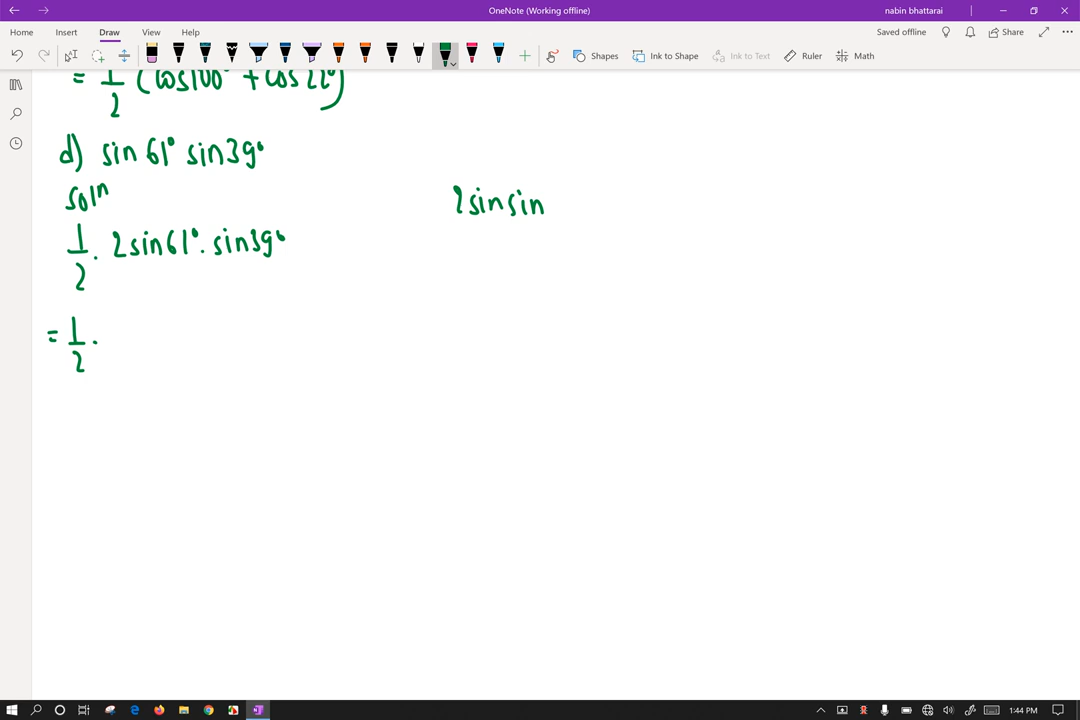 OneNote (Working offline)
nabin bhattarai
Home Insert Draw View Help
Saved offline
Share
Shapes
Ink to Shape
Ink to Text
Ruler
Math
= 1/2 (cos100° + cos22°)
d) sin 61° sin39°
solⁿ
2sinsin
1/2 . 2sin61° . sin39°
= 1/2 .
1:44 PM